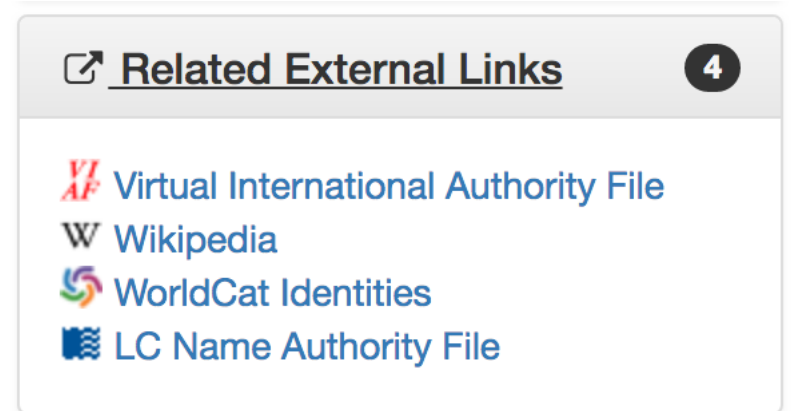 Related External Links 4
VIAF Virtual International Authority File
W Wikipedia
WorldCat Identities
LC Name Authority File